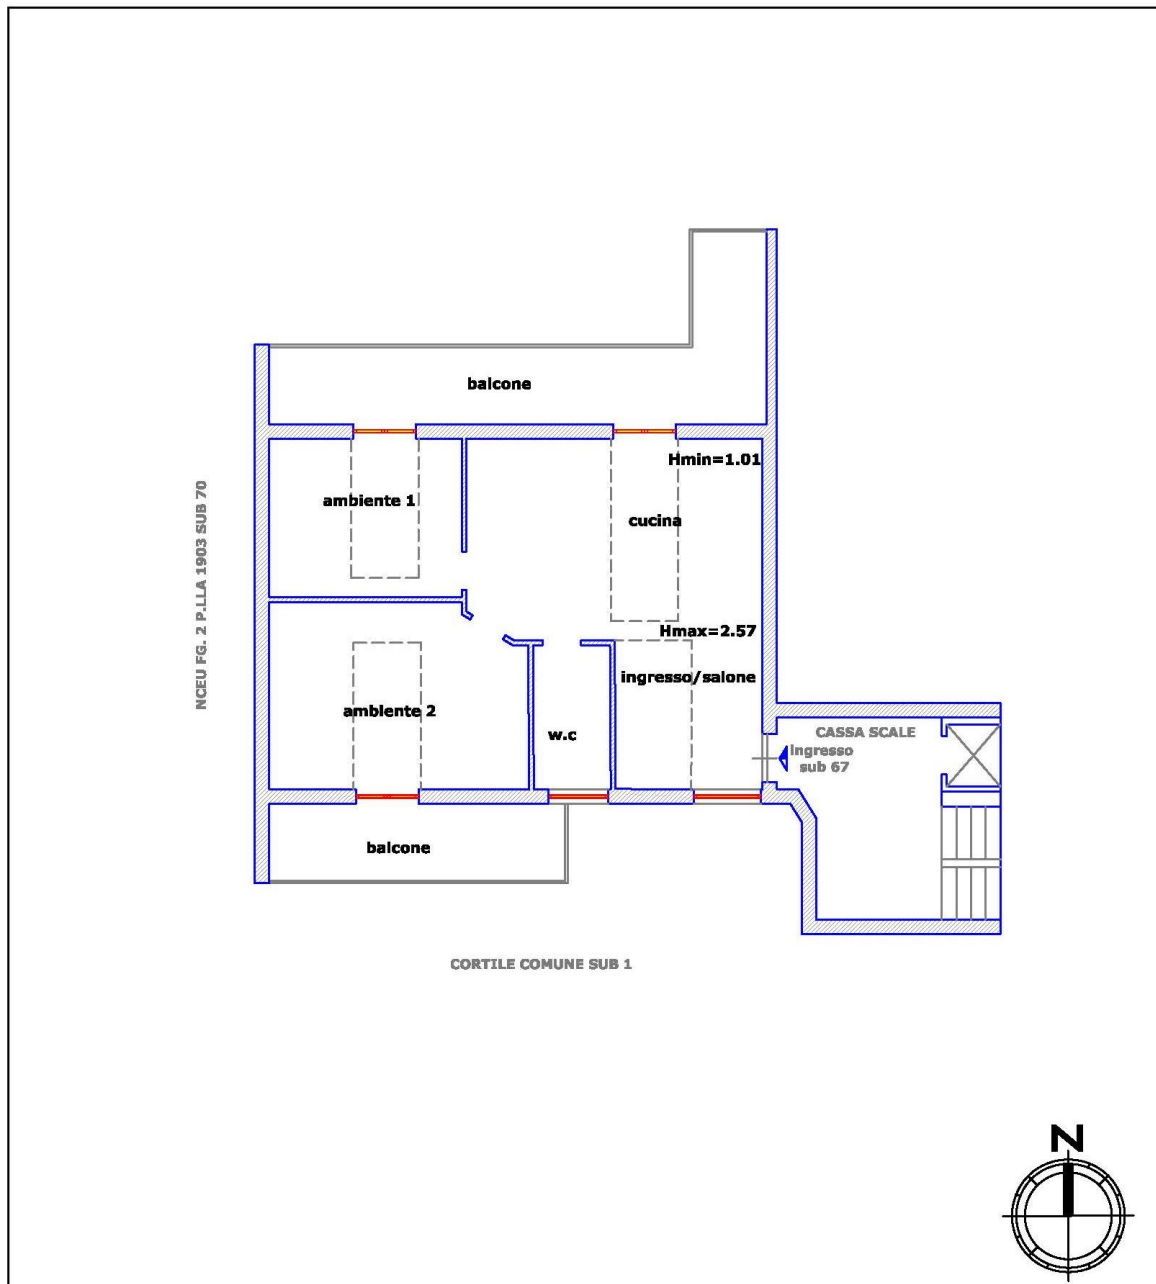 balcone
Hmin=1.01
ambiente 1
cucina
NCEU FG. 2 P.LLA 1903 SUB 70
Hmax=2.57
ingresso/salone
ambiente 2
w.c
CASSA SCALE
ingresso
sub 67
balcone
CORTILE COMUNE SUB 1
N